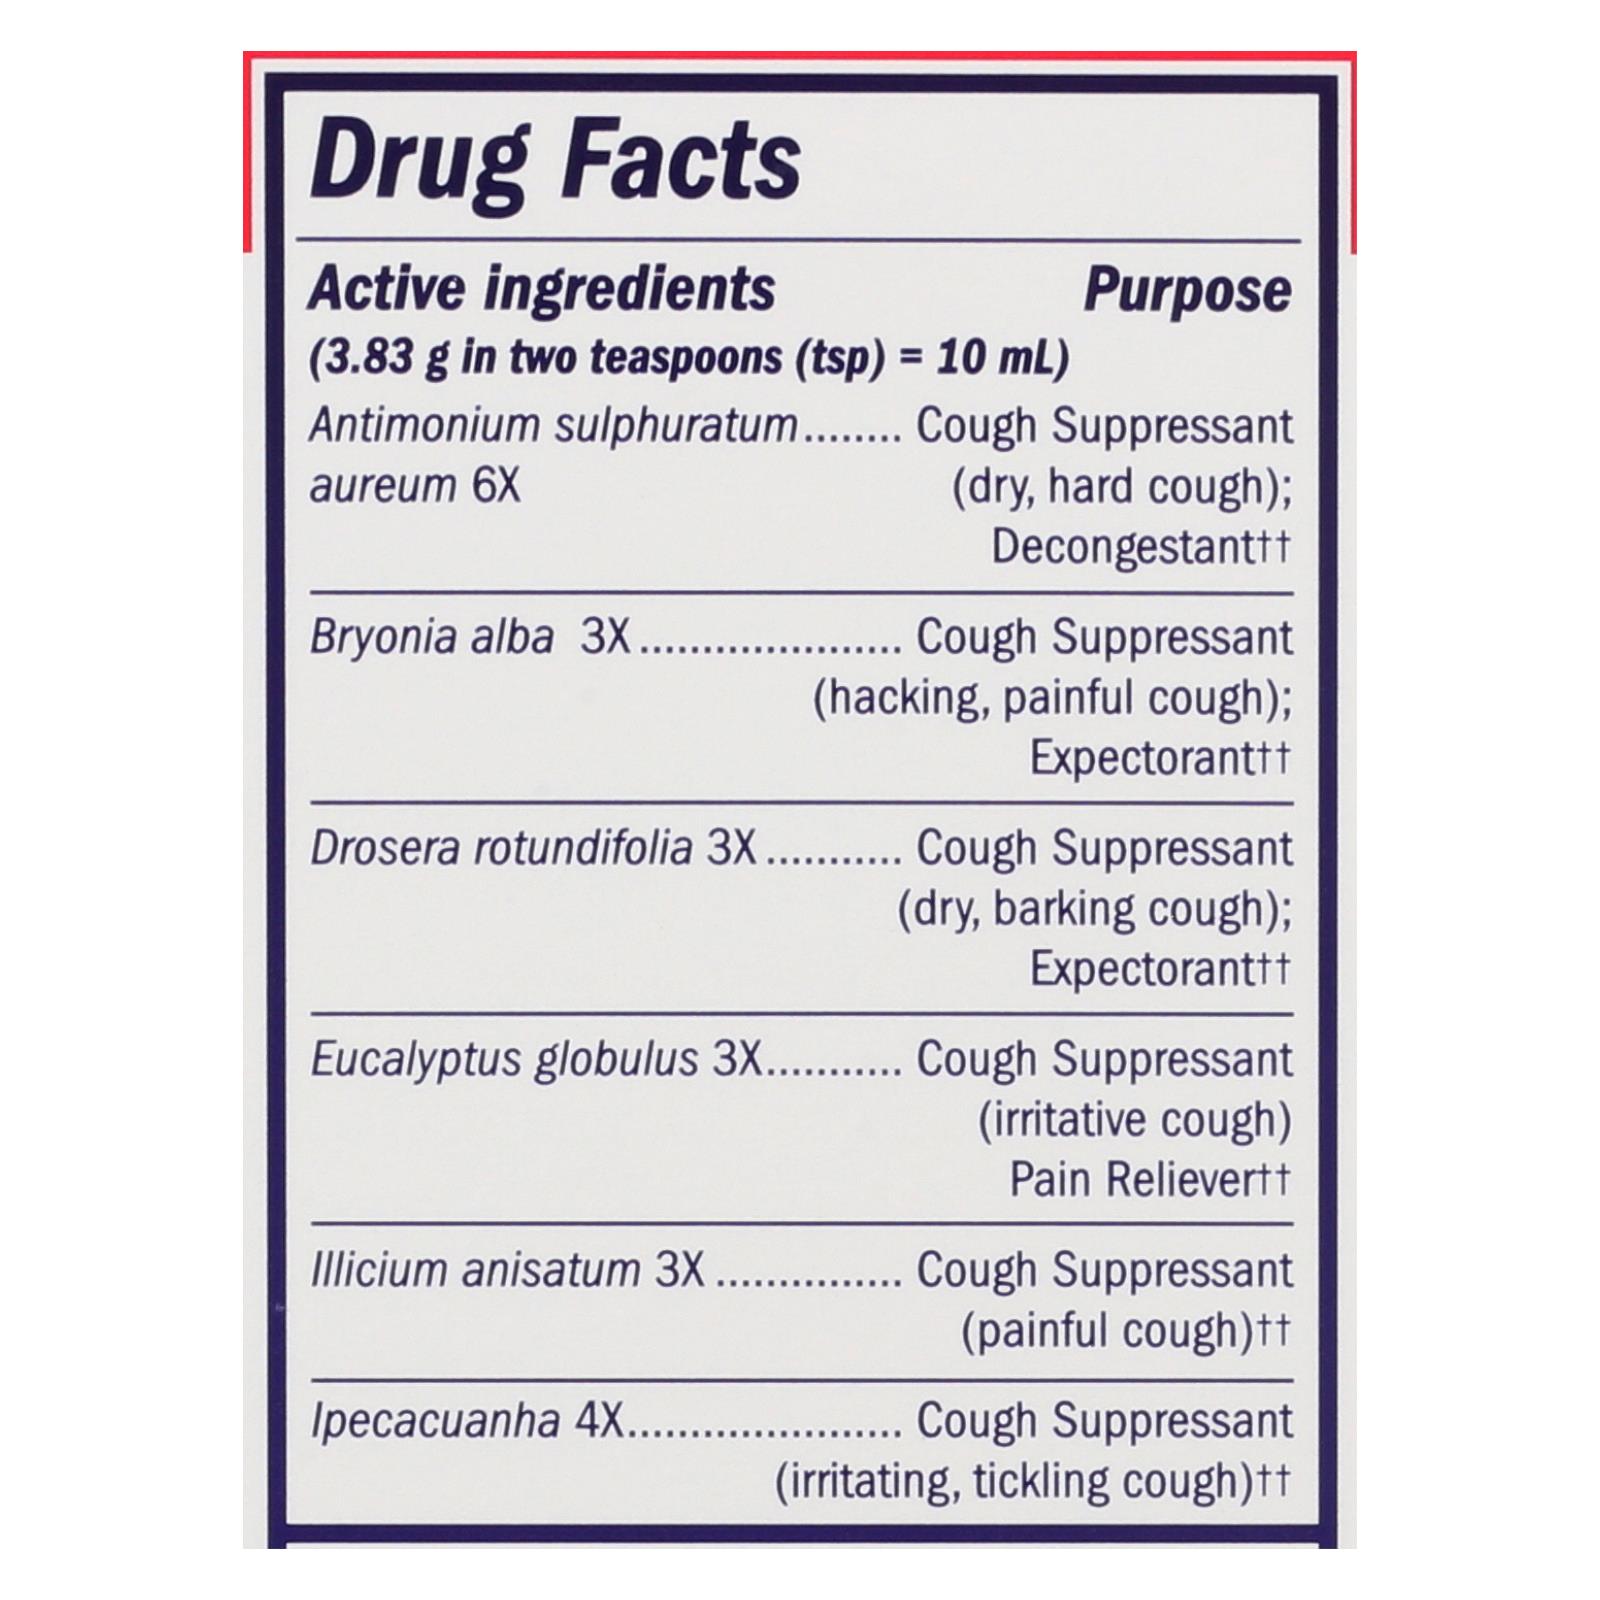 Drug Facts
Active ingredients Purpose
(3.83 g in two teaspoons (tsp) = 10 mL)
Antimonium sulphuratum........ Cough Suppressant
aureum 6X (dry, hard cough);
Decongestant††
Bryonia alba 3X..................... Cough Suppressant
(hacking, painful cough);
Expectorant††
Drosera rotundifolia 3X........... Cough Suppressant
(dry, barking cough);
Expectorant††
Eucalyptus globulus 3X........... Cough Suppressant
(irritative cough)
Pain Reliever††
Illicium anisatum 3X............... Cough Suppressant
(painful cough)††
Ipecacuanha 4X...................... Cough Suppressant
(irritating, tickling cough)††